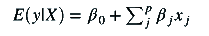 E(y|X) = β₀ + ∑ⱼᵖ βⱼxⱼ